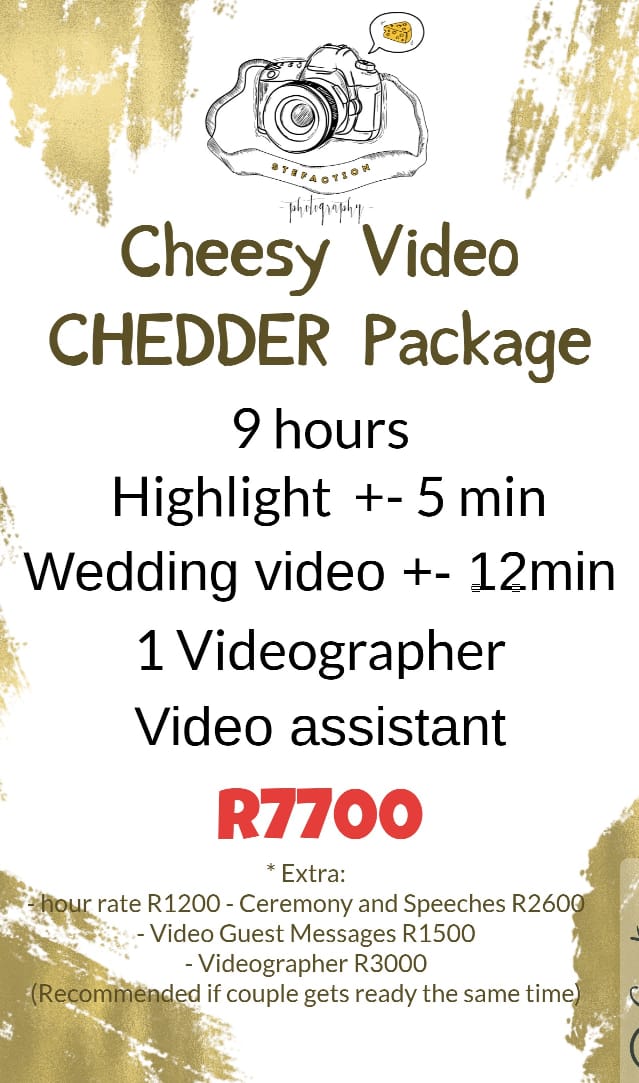 STEFACTION
photography
Cheesy Video
CHEDDER Package
9 hours
Highlight +- 5 min
Wedding video +- 12min
1 Videographer
Video assistant
R7700
* Extra:
- hour rate R1200 - Ceremony and Speeches R2600
- Video Guest Messages R1500
- Videographer R3000
(Recommended if couple gets ready the same time)